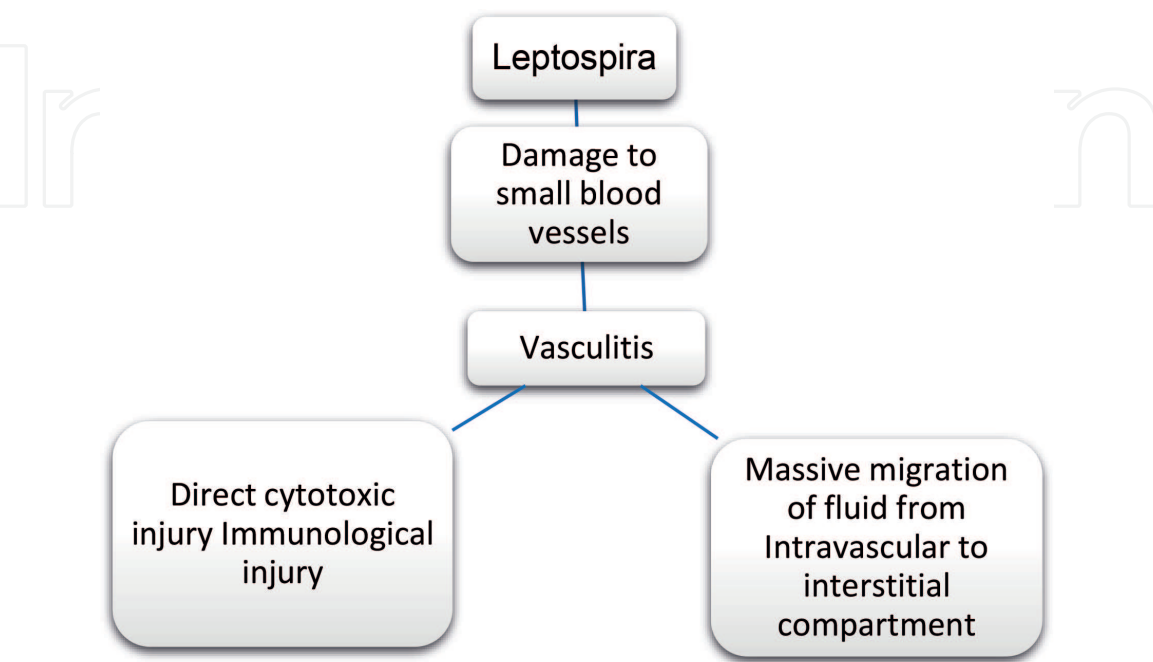 Leptospira
Damage to
small blood
vessels
Vasculitis
Direct cytotoxic
injury Immunological
injury
Massive migration
of fluid from
Intravascular to
interstitial
compartment